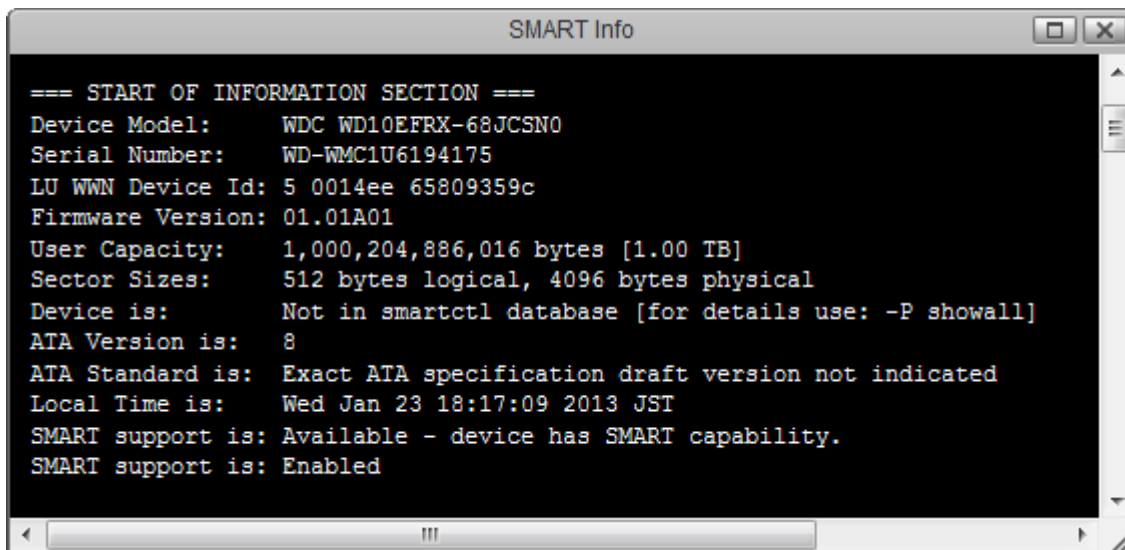 SMART Info
=== START OF INFORMATION SECTION ===
Device Model:     WDC WD10EFRX-68JCSN0
Serial Number:    WD-WMC1U6194175
LU WWN Device Id: 5 0014ee 65809359c
Firmware Version: 01.01A01
User Capacity:    1,000,204,886,016 bytes [1.00 TB]
Sector Sizes:     512 bytes logical, 4096 bytes physical
Device is:        Not in smartctl database [for details use: -P showall]
ATA Version is:   8
ATA Standard is:  Exact ATA specification draft version not indicated
Local Time is:    Wed Jan 23 18:17:09 2013 JST
SMART support is: Available - device has SMART capability.
SMART support is: Enabled